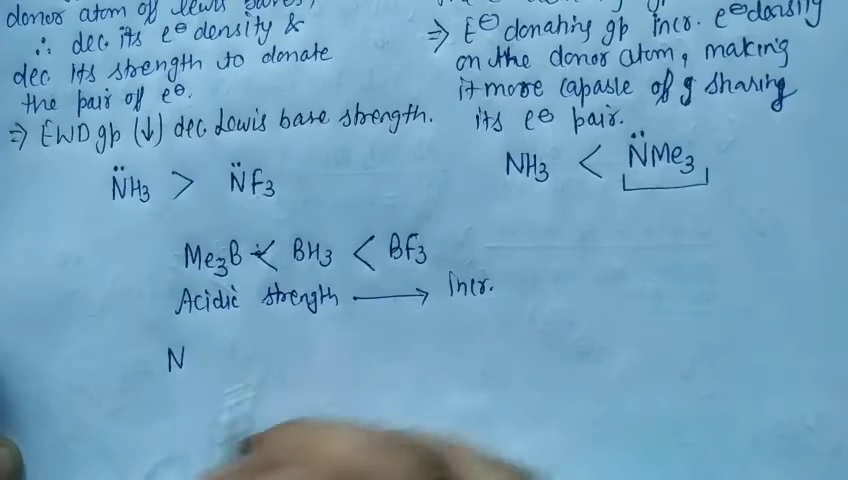 donor atom of lewis bases,
∴ dec. its e⊖ density &
dec its strength to donate
the pair of e⊖.
⇒ EWD gp (↓) dec. Lewis base strength.
N̈H3 > N̈F3
⇒ E⊖ donating gp incr. e⊖ density
on the donor atom, making
it more capable of sharing
its e⊖ pair.
NH3 < N̈Me3
Me3B < BH3 < BF3
Acidic strength ⟶ Incr.
N